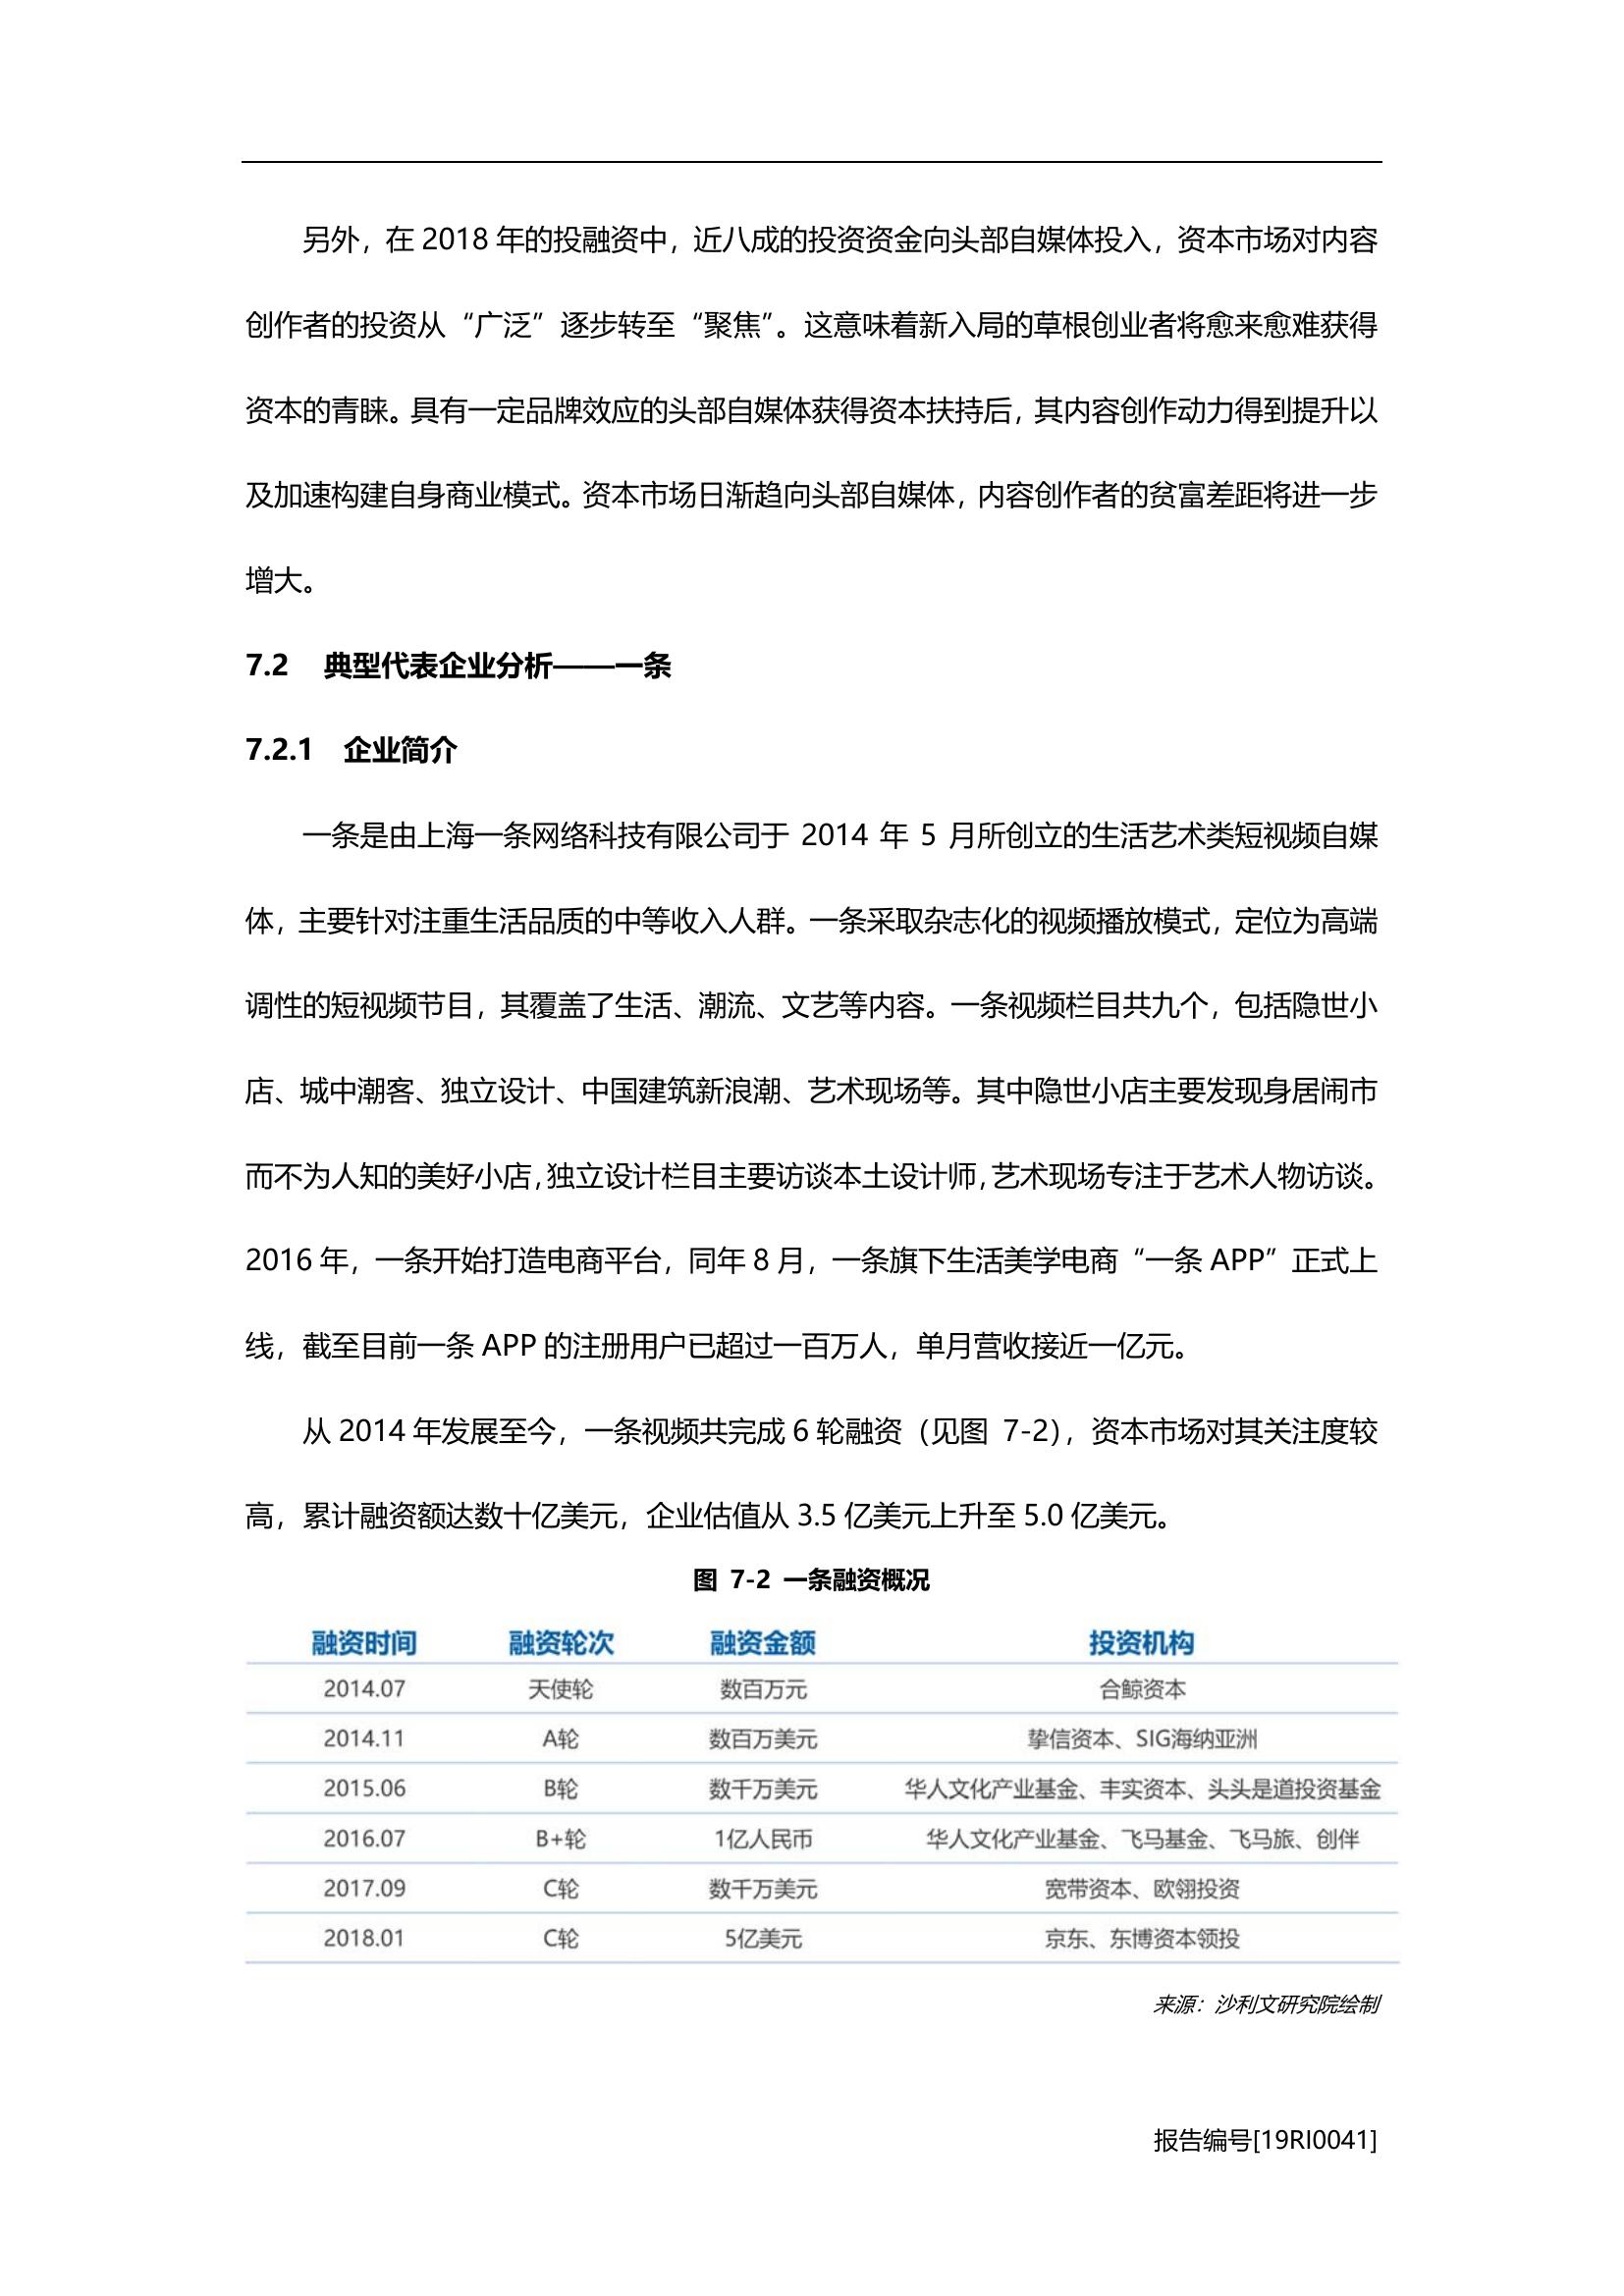 另外，在 2018 年的投融资中，近八成的投资资金向头部自媒体投入，资本市场对内容
创作者的投资从“广泛”逐步转至“聚焦”。这意味着新入局的草根创业者将愈来愈难获得
资本的青睐。具有一定品牌效应的头部自媒体获得资本扶持后，其内容创作动力得到提升以
及加速构建自身商业模式。资本市场日渐趋向头部自媒体，内容创作者的贫富差距将进一步
增大。
7.2 典型代表企业分析——一条
7.2.1 企业简介
一条是由上海一条网络科技有限公司于 2014 年 5 月所创立的生活艺术类短视频自媒
体，主要针对注重生活品质的中等收入人群。一条采取杂志化的视频播放模式，定位为高端
调性的短视频节目，其覆盖了生活、潮流、文艺等内容。一条视频栏目共九个，包括隐世小
店、城中潮客、独立设计、中国建筑新浪潮、艺术现场等。其中隐世小店主要发现身居闹市
而不为人知的美好小店，独立设计栏目主要访谈本土设计师，艺术现场专注于艺术人物访谈。
2016 年，一条开始打造电商平台，同年 8 月，一条旗下生活美学电商“一条 APP”正式上
线，截至目前一条 APP 的注册用户已超过一百万人，单月营收接近一亿元。
从 2014 年发展至今，一条视频共完成 6 轮融资（见图 7-2），资本市场对其关注度较
高，累计融资额达数十亿美元，企业估值从 3.5 亿美元上升至 5.0 亿美元。
图 7-2 一条融资概况
融资时间 融资轮次 融资金额 投资机构
2014.07 天使轮 数百万元 合鲸资本
2014.11 A轮 数百万美元 挚信资本、SIG海纳亚洲
2015.06 B轮 数千万美元 华人文化产业基金、丰实资本、头头是道投资基金
2016.07 B+轮 1亿人民币 华人文化产业基金、飞马基金、飞马旅、创伴
2017.09 C轮 数千万美元 宽带资本、欧翎投资
2018.01 C轮 5亿美元 京东、东博资本领投
来源：沙利文研究院绘制
报告编号[19RI0041]